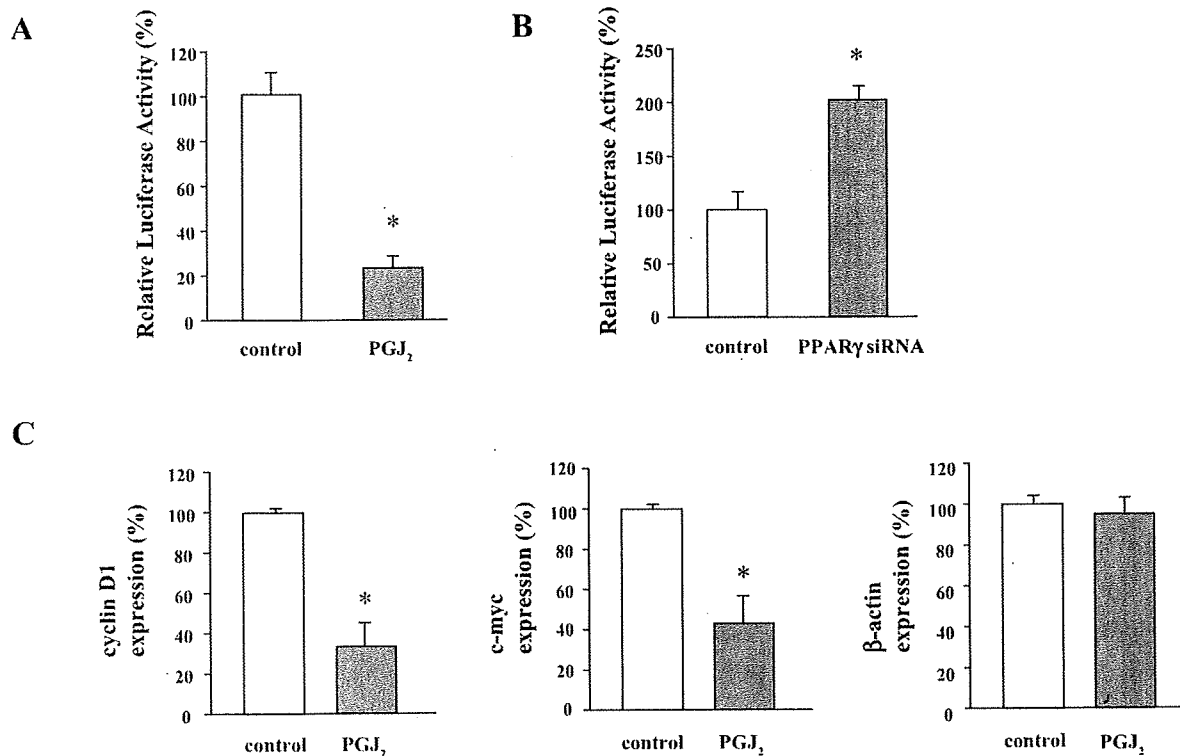 A
Relative Luciferase Activity (%)
120
100
80
60
40
20
0
*
control
PGJ₂
B
Relative Luciferase Activity (%)
250
200
150
100
50
0
*
control
PPARγ siRNA
C
cyclin D1
expression (%)
120
100
80
60
40
20
0
*
control
PGJ₂
c-myc
expression (%)
120
100
80
60
40
20
0
*
control
PGJ₂
β-actin
expression (%)
120
100
80
60
40
20
0
control
PGJ₂